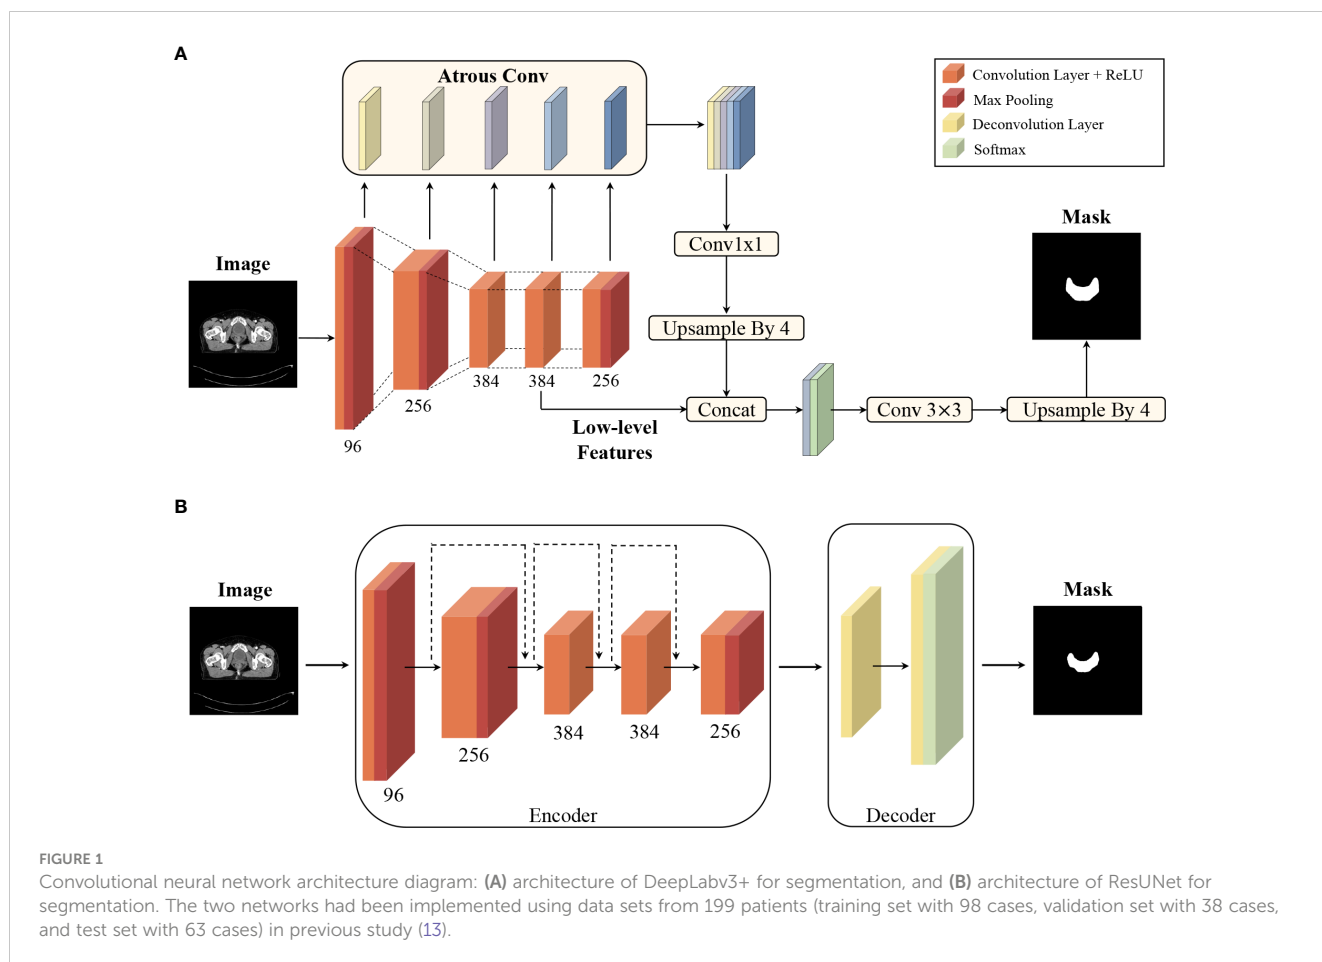 A
Atrous Conv
Convolution Layer + ReLU
Max Pooling
Deconvolution Layer
Softmax
Image
Conv1x1
Mask
Upsample By 4
96
256
384
384
256
Low-level
Features
Concat
Conv 3×3
Upsample By 4
B
Image
96
256
384
384
256
Encoder
Decoder
Mask
FIGURE 1
Convolutional neural network architecture diagram: (A) architecture of DeepLabv3+ for segmentation, and (B) architecture of ResUNet for
segmentation. The two networks had been implemented using data sets from 199 patients (training set with 98 cases, validation set with 38 cases,
and test set with 63 cases) in previous study (13).